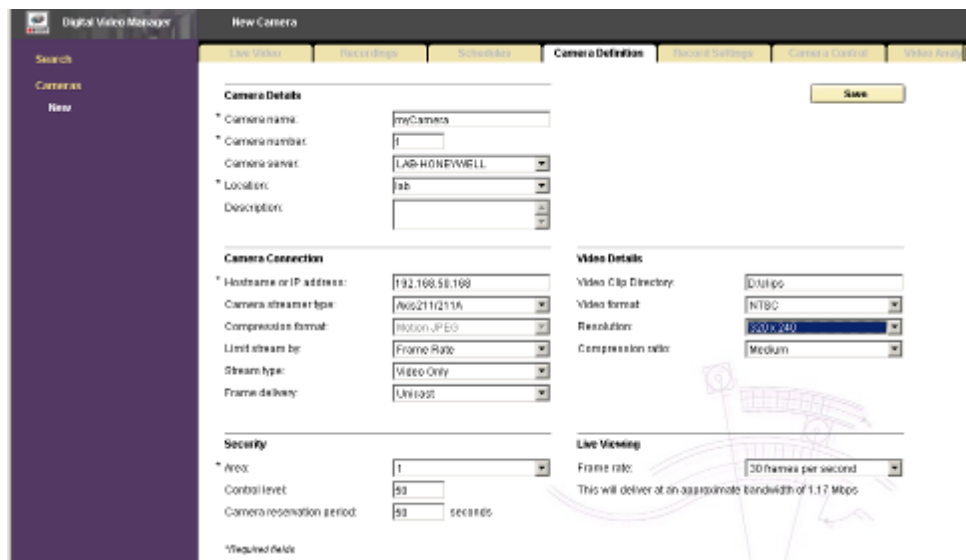 Digital Video Manager
New Camera
Search
Cameras
New
Live Video
Recordings
Schedules
Camera Definition
Record Settings
Camera Control
Video Analy
Save
Camera Details
* Camera name: myCamera
* Camera number: 1
Camera server: LAB-HONEYWELL
* Location: lab
Description:
Camera Connection
* Hostname or IP address: 192.168.50.168
Camera streamer type: Axis211/211A
Compression format: Motion JPEG
Limit stream by: Frame Rate
Stream type: Video Only
Frame delivery: Unicast
Video Details
Video Clip Directory: D:\clips
Video format: NTSC
Resolution: 320 x 240
Compression ratio: Medium
Security
* Area: 1
Control level: 50
Camera reservation period: 50 seconds
Live Viewing
Frame rate: 30 frames per second
This will deliver at an approximate bandwidth of 1.17 Mbps
*Required fields